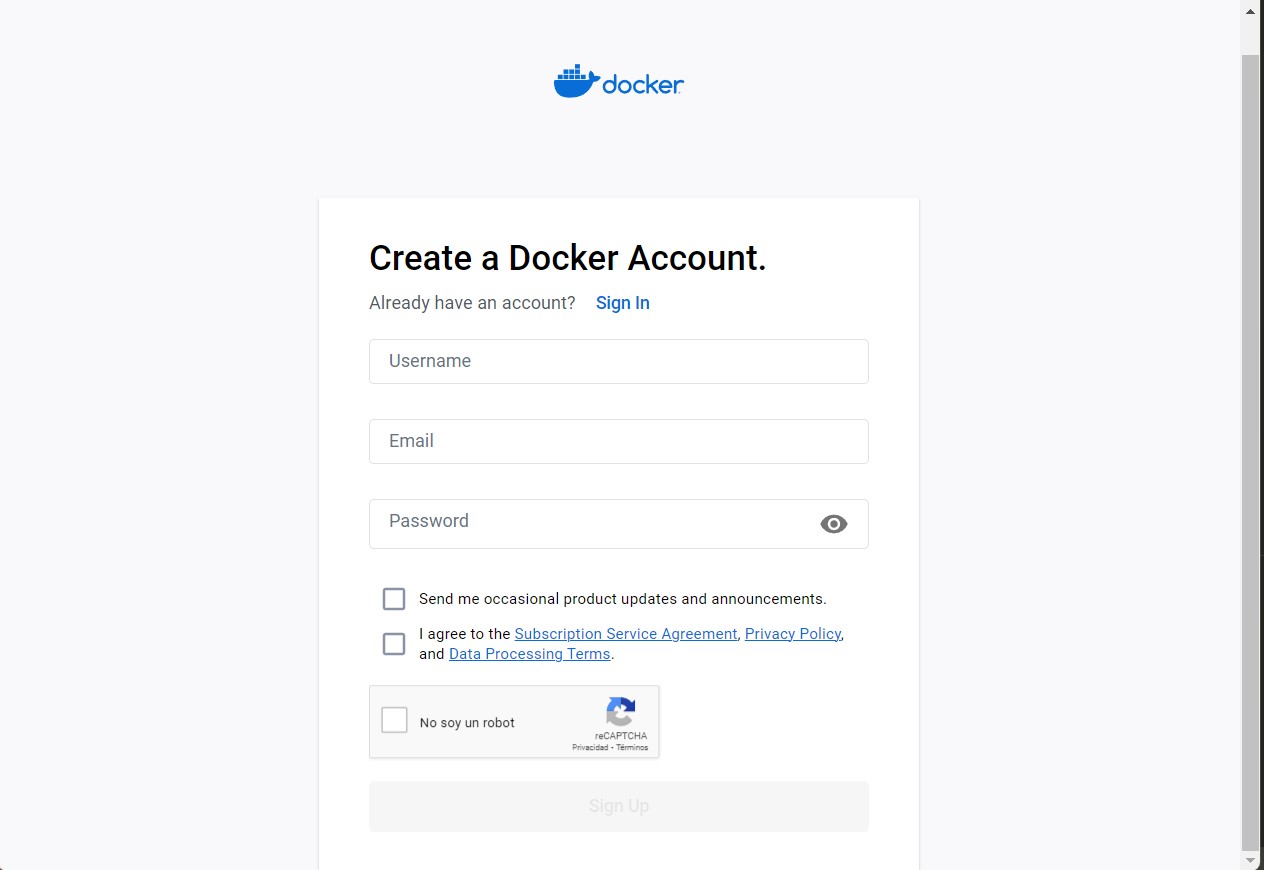 docker
Create a Docker Account.
Already have an account? Sign In
Username
Email
Password
Send me occasional product updates and announcements.
I agree to the Subscription Service Agreement, Privacy Policy,
and Data Processing Terms.
No soy un robot
reCAPTCHA
Privacidad - Términos
Sign Up